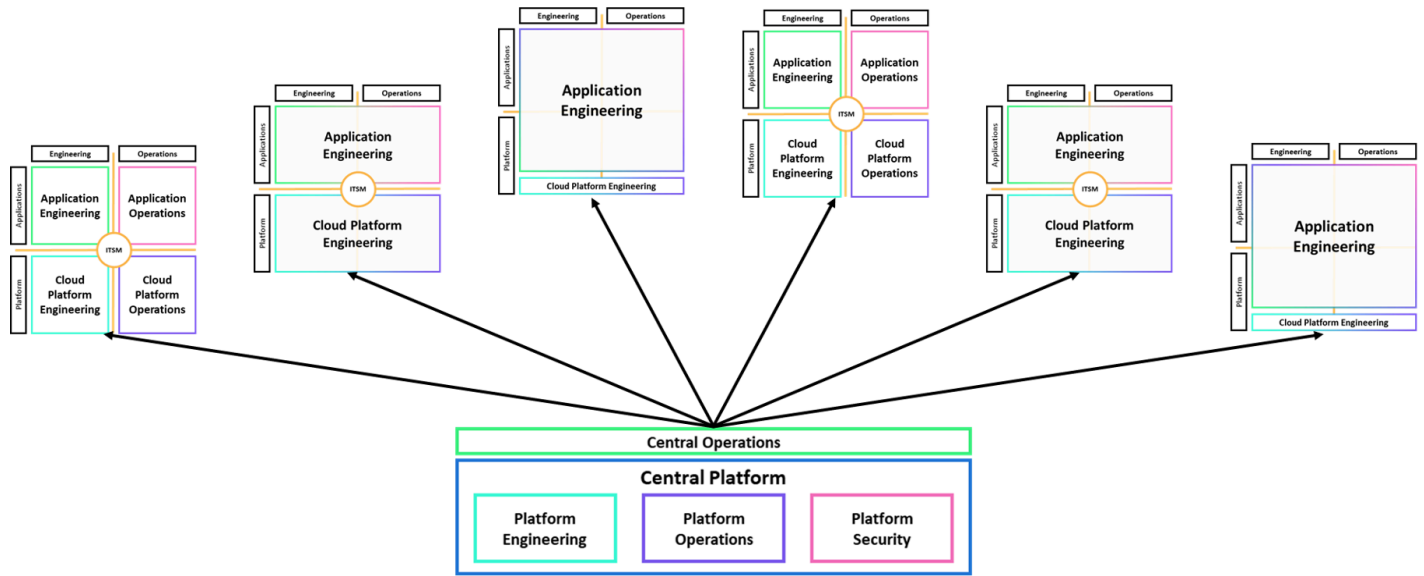 Engineering
Operations
Applications
Platform
Application
Engineering
Application
Operations
ITSM
Cloud
Platform
Engineering
Cloud
Platform
Operations
Engineering
Operations
Applications
Platform
Application
Engineering
ITSM
Cloud Platform
Engineering
Engineering
Operations
Applications
Platform
Application
Engineering
Cloud Platform Engineering
Engineering
Operations
Applications
Platform
Application
Engineering
Application
Operations
ITSM
Cloud
Platform
Engineering
Cloud
Platform
Operations
Engineering
Operations
Applications
Platform
Application
Engineering
ITSM
Cloud Platform
Engineering
Engineering
Operations
Applications
Platform
Application
Engineering
Cloud Platform Engineering
Central Operations
Central Platform
Platform
Engineering
Platform
Operations
Platform
Security